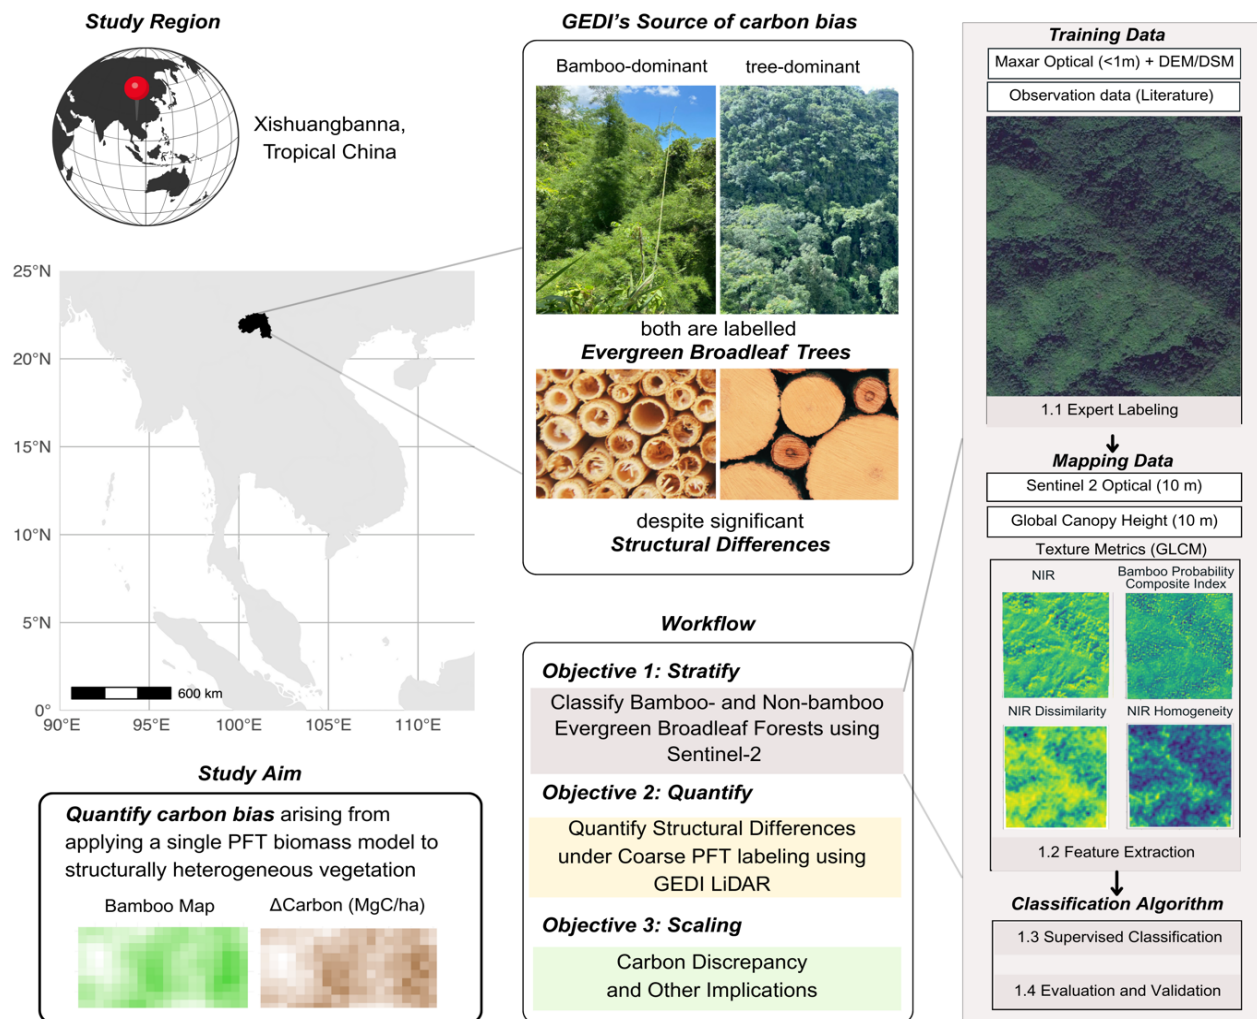 Study Region
Xishuangbanna,
Tropical China
25°N
20°N
15°N
10°N
5°N
0°
600 km
90°E
95°E
100°E
105°E
110°E
Study Aim
Quantify carbon bias arising from
applying a single PFT biomass model to
structurally heterogeneous vegetation
Bamboo Map
ΔCarbon (MgC/ha)
GEDI's Source of carbon bias
Bamboo-dominant
tree-dominant
both are labelled
Evergreen Broadleaf Trees
despite significant
Structural Differences
Workflow
Objective 1: Stratify
Classify Bamboo- and Non-bamboo
Evergreen Broadleaf Forests using
Sentinel-2
Objective 2: Quantify
Quantify Structural Differences
under Coarse PFT labeling using
GEDI LiDAR
Objective 3: Scaling
Carbon Discrepancy
and Other Implications
Training Data
Maxar Optical (<1m) + DEM/DSM
Observation data (Literature)
1.1 Expert Labeling
Mapping Data
Sentinel 2 Optical (10 m)
Global Canopy Height (10 m)
Texture Metrics (GLCM)
NIR
Bamboo Probability
Composite Index
NIR Dissimilarity
NIR Homogeneity
1.2 Feature Extraction
Classification Algorithm
1.3 Supervised Classification
1.4 Evaluation and Validation